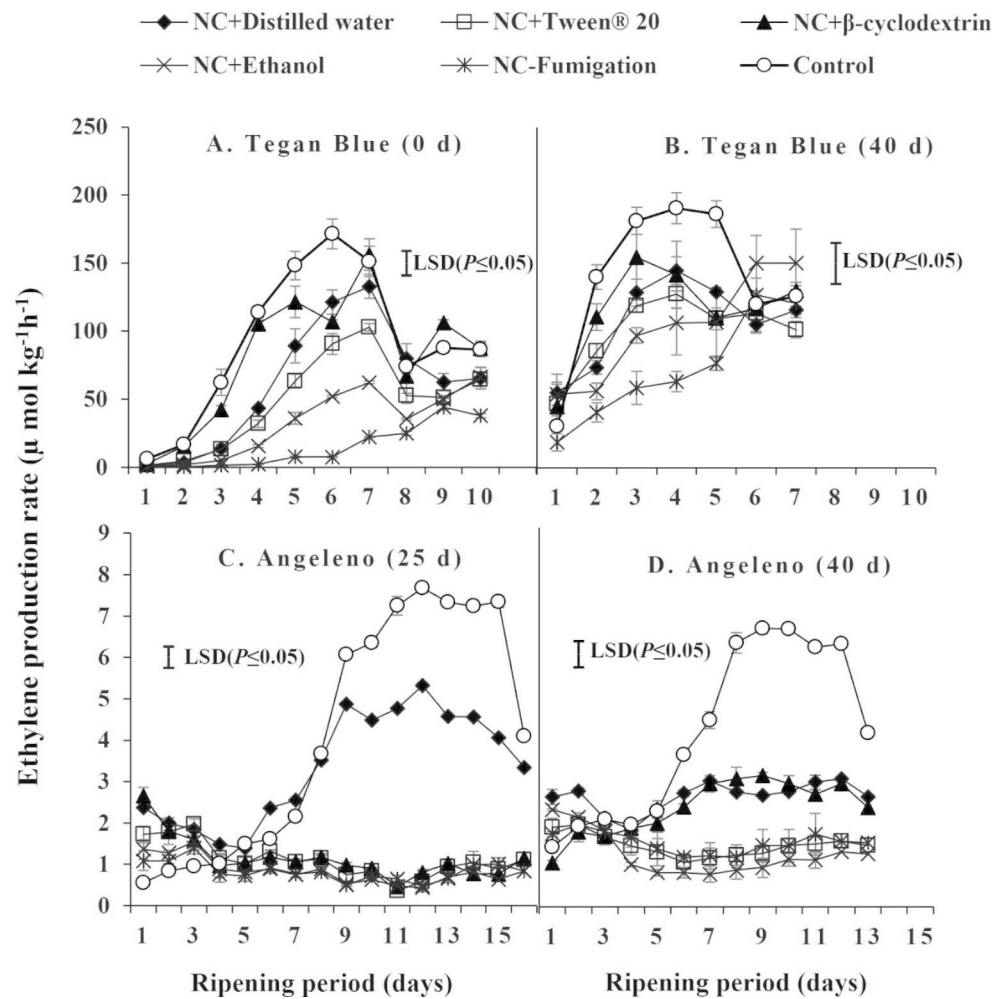 NC+Distilled water NC+Tween® 20 NC+β-cyclodextrin
NC+Ethanol NC-Fumigation Control
Ethylene production rate (µ mol kg⁻¹h⁻¹)
A. Tegan Blue (0 d)
250
200
150
100
50
0
LSD(P≤0.05)
1 2 3 4 5 6 7 8 9 10
B. Tegan Blue (40 d)
LSD(P≤0.05)
1 2 3 4 5 6 7 8 9 10
C. Angeleno (25 d)
9
8
7
6
5
4
3
2
1
0
LSD(P≤0.05)
1 3 5 7 9 11 13 15
Ripening period (days)
D. Angeleno (40 d)
LSD(P≤0.05)
1 3 5 7 9 11 13 15
Ripening period (days)